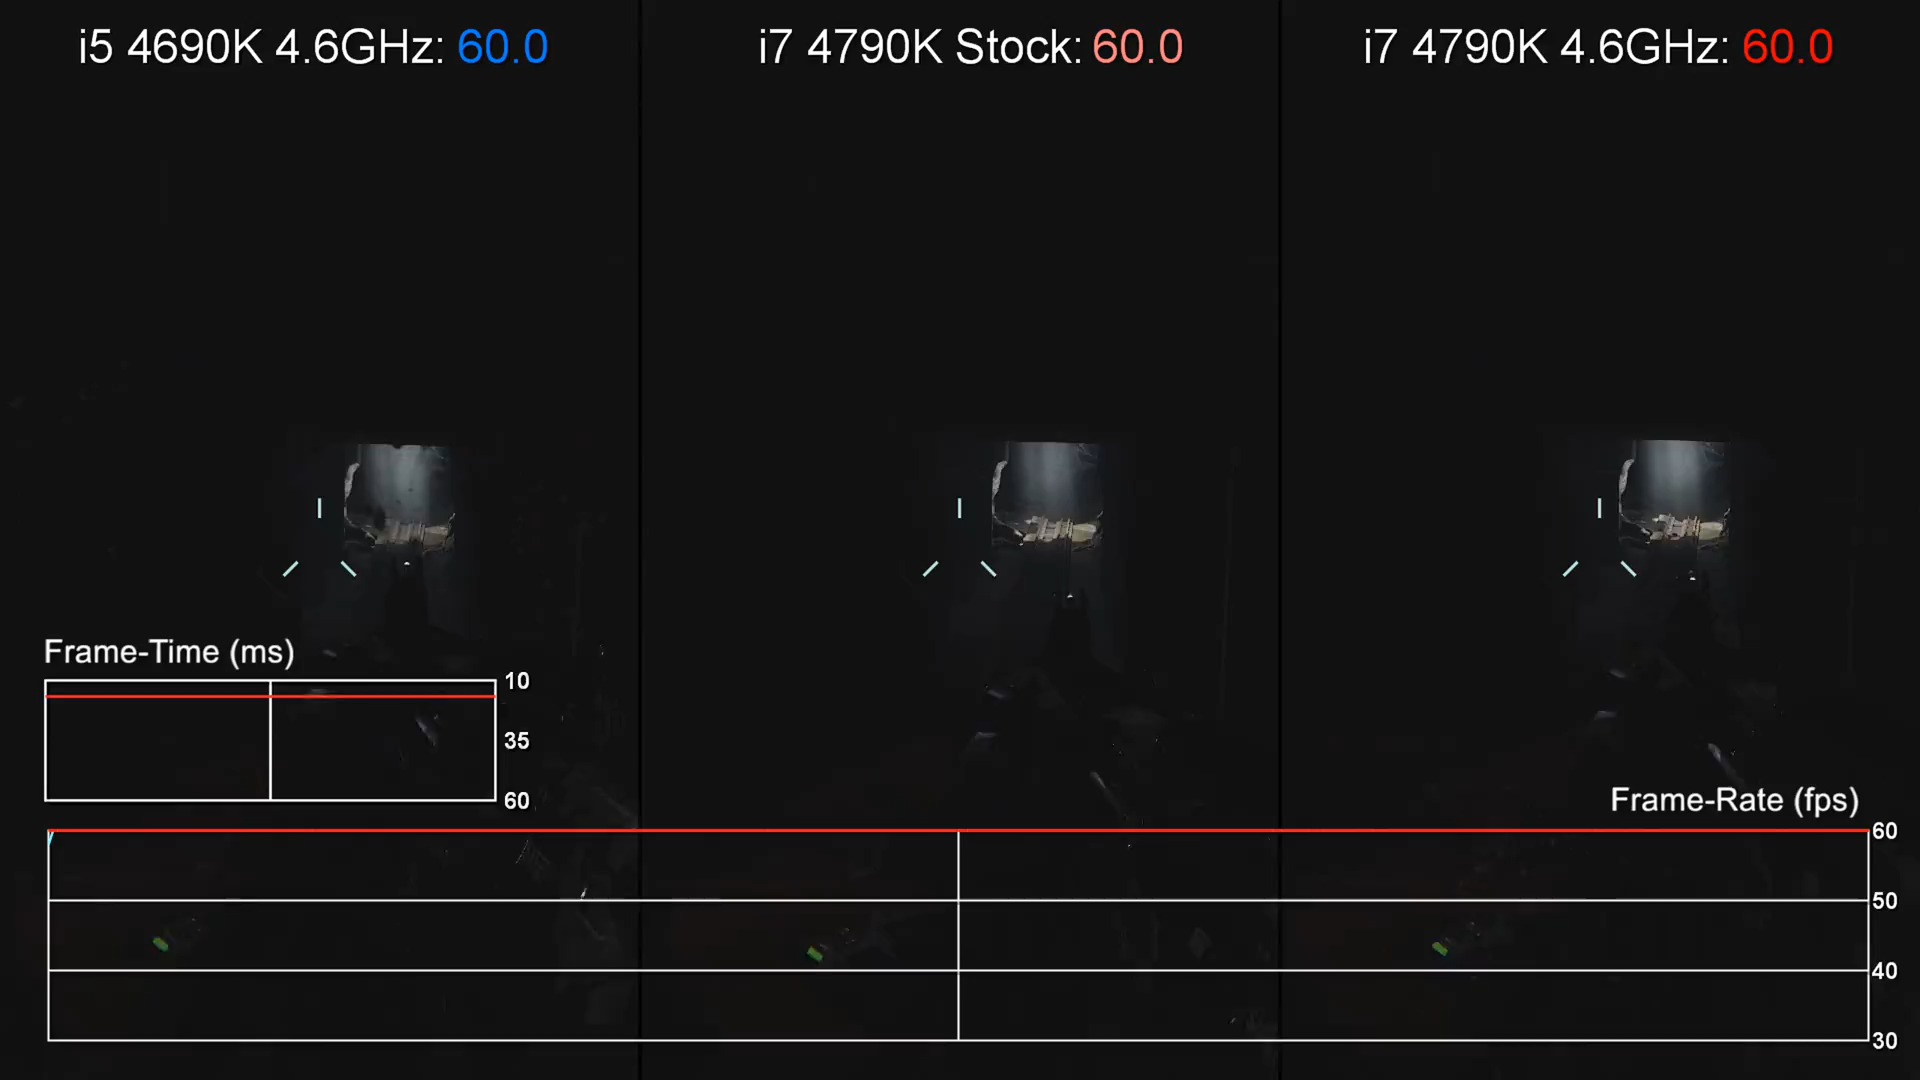 i5 4690K 4.6GHz: 60.0
i7 4790K Stock: 60.0
i7 4790K 4.6GHz: 60.0
Frame-Time (ms)
10
35
60
Frame-Rate (fps)
60
50
40
30